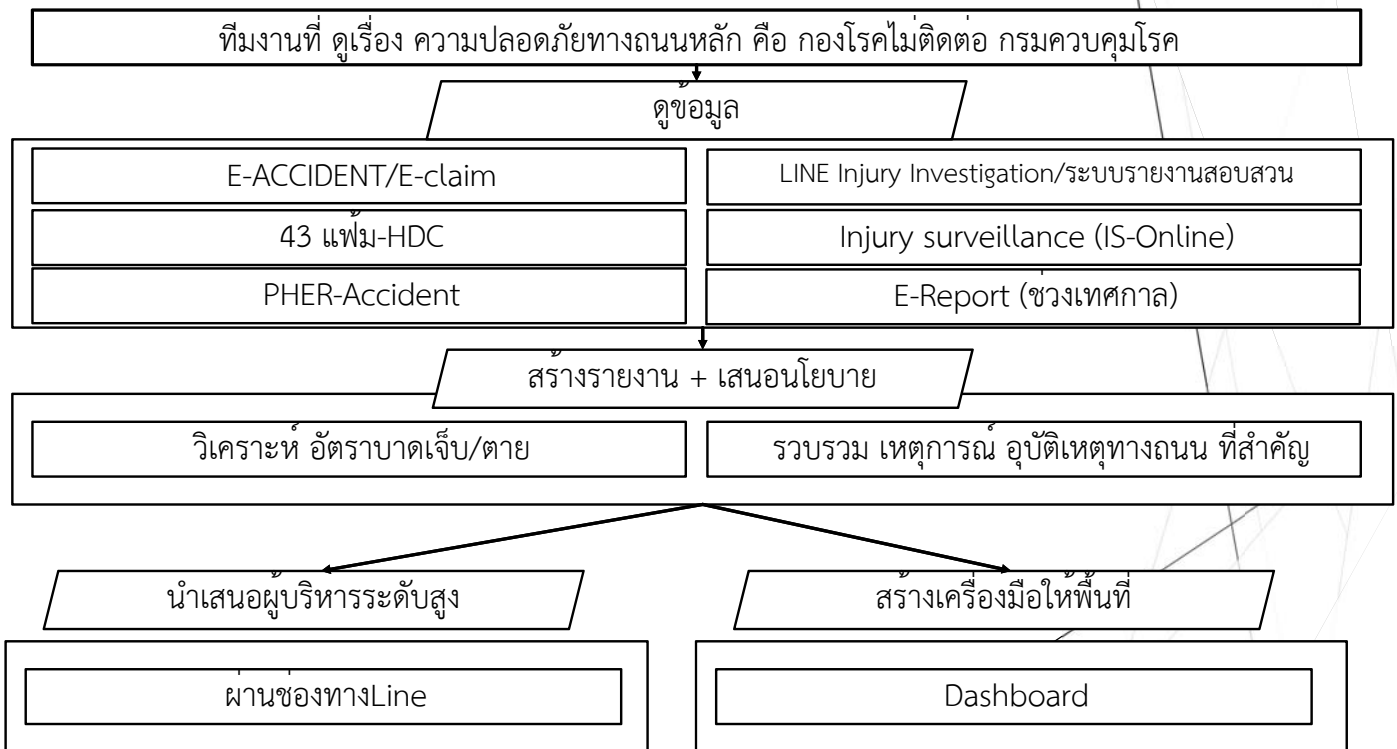 ทีมงานที่ ดูเรื่อง ความปลอดภัยทางถนนหลัก คือ กองโรคไม่ติดต่อ กรมควบคุมโรค
ดูข้อมูล
E-ACCIDENT/E-claim
LINE Injury Investigation/ระบบรายงานสอบสวน
43 แฟ้ม-HDC
Injury surveillance (IS-Online)
PHER-Accident
E-Report (ช่วงเทศกาล)
สร้างรายงาน + เสนอนโยบาย
วิเคราะห์ อัตราบาดเจ็บ/ตาย
รวบรวม เหตุการณ์ อุบัติเหตุทางถนน ที่สำคัญ
นำเสนอผู้บริหารระดับสูง
สร้างเครื่องมือให้พื้นที่
ผ่านช่องทางLine
Dashboard